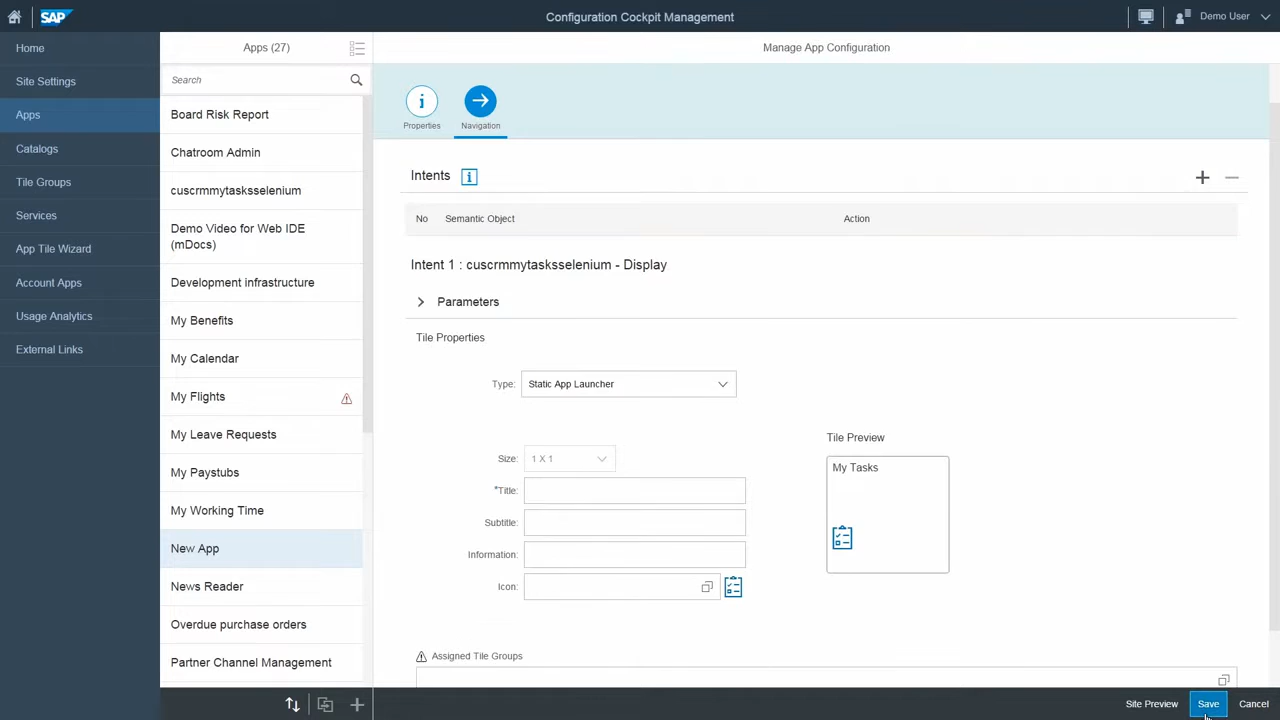 SAP
Configuration Cockpit Management
Demo User
Home
Site Settings
Apps
Catalogs
Tile Groups
Services
App Tile Wizard
Account Apps
Usage Analytics
External Links
Apps (27)
Search
Board Risk Report
Chatroom Admin
cuscrmmytasksselenium
Demo Video for Web IDE
(mDocs)
Development infrastructure
My Benefits
My Calendar
My Flights
My Leave Requests
My Paystubs
My Working Time
New App
News Reader
Overdue purchase orders
Partner Channel Management
Manage App Configuration
Properties
Navigation
Intents
No Semantic Object Action
Intent 1 : cuscrmmytasksselenium - Display
Parameters
Tile Properties
Type: Static App Launcher
Size: 1 X 1
*Title:
Subtitle:
Information:
Icon:
Tile Preview
My Tasks
Assigned Tile Groups
Site Preview Save Cancel